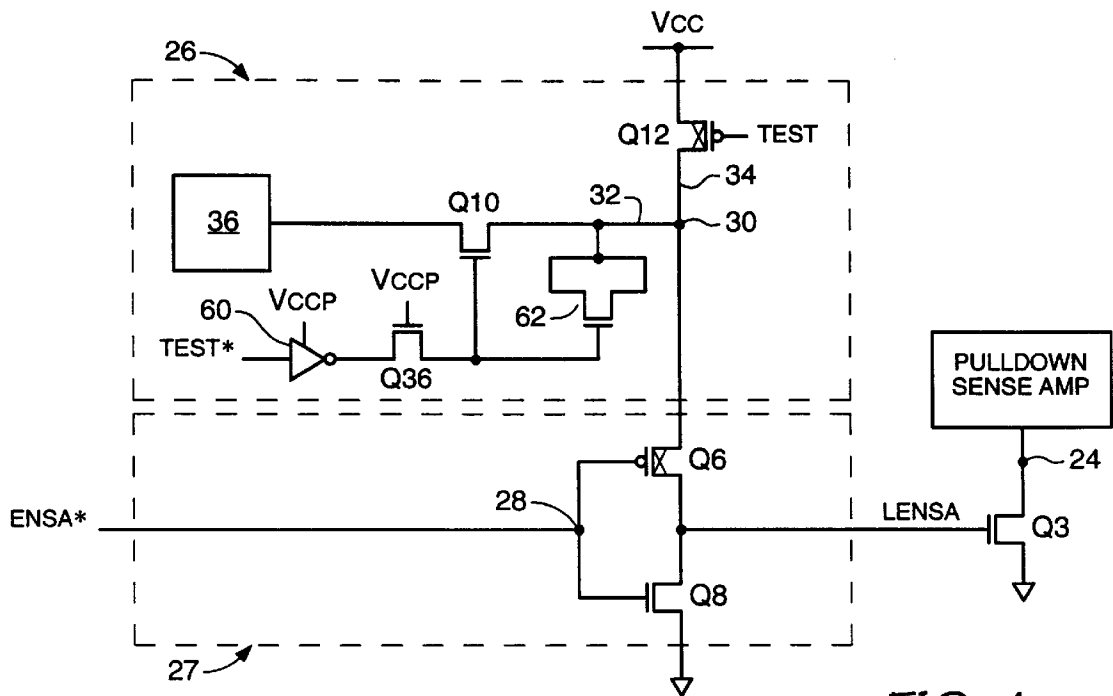 VCC
26
Q12
TEST
34
32
30
Q10
36
VCCP
VCCP
60
62
TEST*
Q36
PULLDOWN
SENSE AMP
Q6
24
28
ENSA*
LENSA
Q3
Q8
27